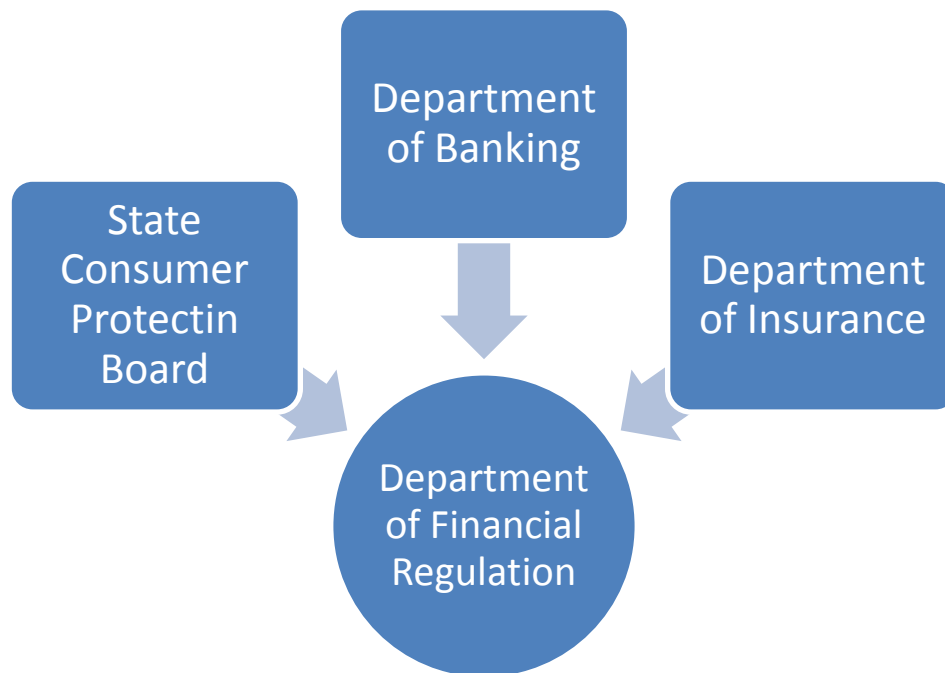 Department
of Banking
State
Consumer
Protectin
Board
Department
of Insurance
Department
of Financial
Regulation